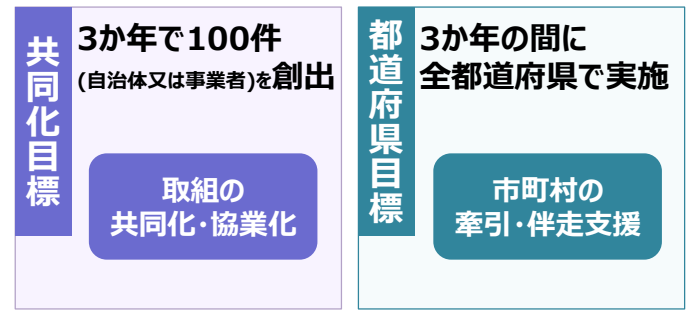 共同化目標
3か年で100件
(自治体又は事業者)を創出
取組の
共同化・協業化
都道府県目標
3か年の間に
全都道府県で実施
市町村の
牽引・伴走支援